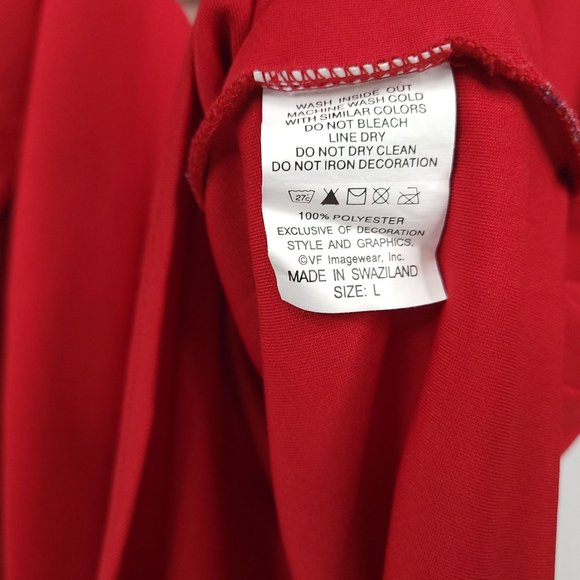 WASH INSIDE OUT
MACHINE WASH COLD
WITH SIMILAR COLORS
DO NOT BLEACH
LINE DRY
DO NOT DRY CLEAN
DO NOT IRON DECORATION
27c
100% POLYESTER
EXCLUSIVE OF DECORATION
STYLE AND GRAPHICS.
©VF Imagewear, Inc.
MADE IN SWAZILAND
SIZE: L